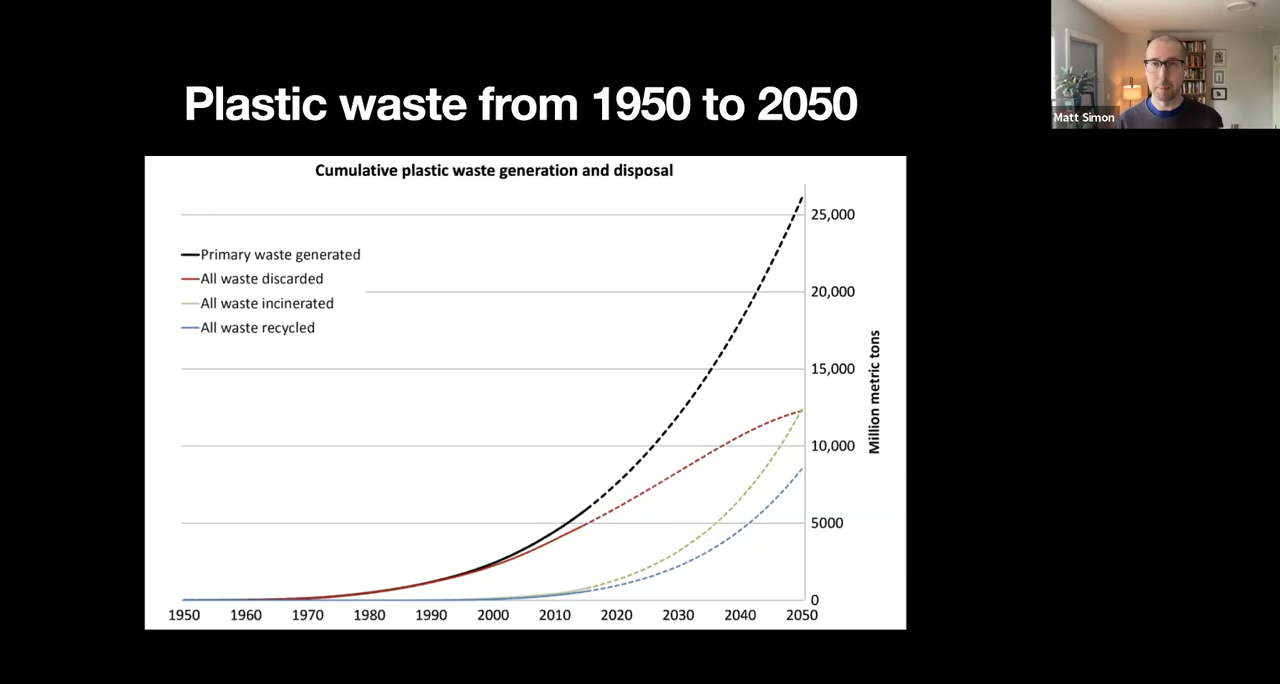 Plastic waste from 1950 to 2050
Matt Simon
Cumulative plastic waste generation and disposal
Primary waste generated
All waste discarded
All waste incinerated
All waste recycled
25,000
20,000
15,000
10,000
5000
0
Million metric tons
1950 1960 1970 1980 1990 2000 2010 2020 2030 2040 2050